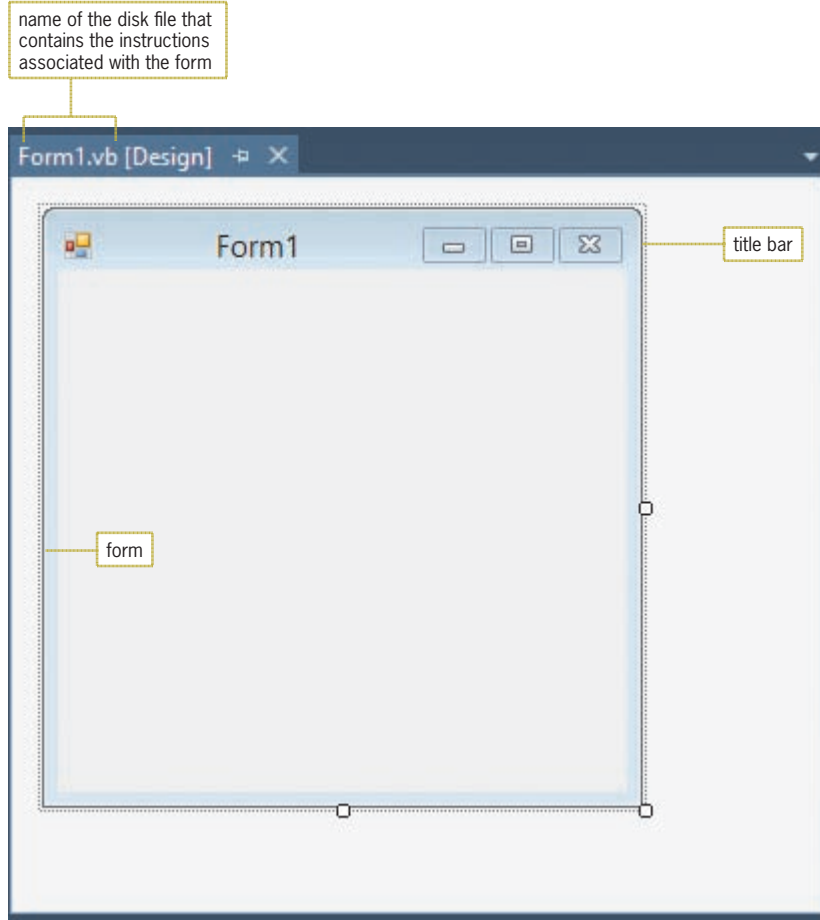 name of the disk file that
contains the instructions
associated with the form
Form1.vb [Design]
Form1
title bar
form